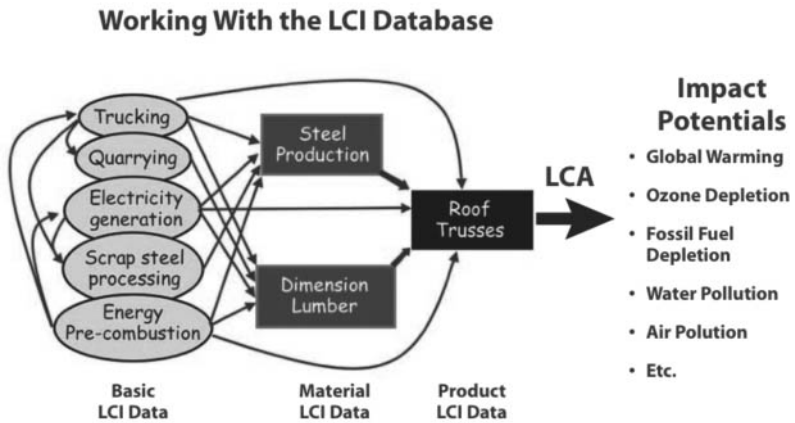 Working With the LCI Database
Trucking
Quarrying
Electricity
generation
Scrap steel
processing
Energy
Pre-combustion
Basic
LCI Data
Steel
Production
Dimension
Lumber
Material
LCI Data
Roof
Trusses
Product
LCI Data
LCA
Impact
Potentials
• Global Warming
• Ozone Depletion
• Fossil Fuel
Depletion
• Water Pollution
• Air Polution
• Etc.